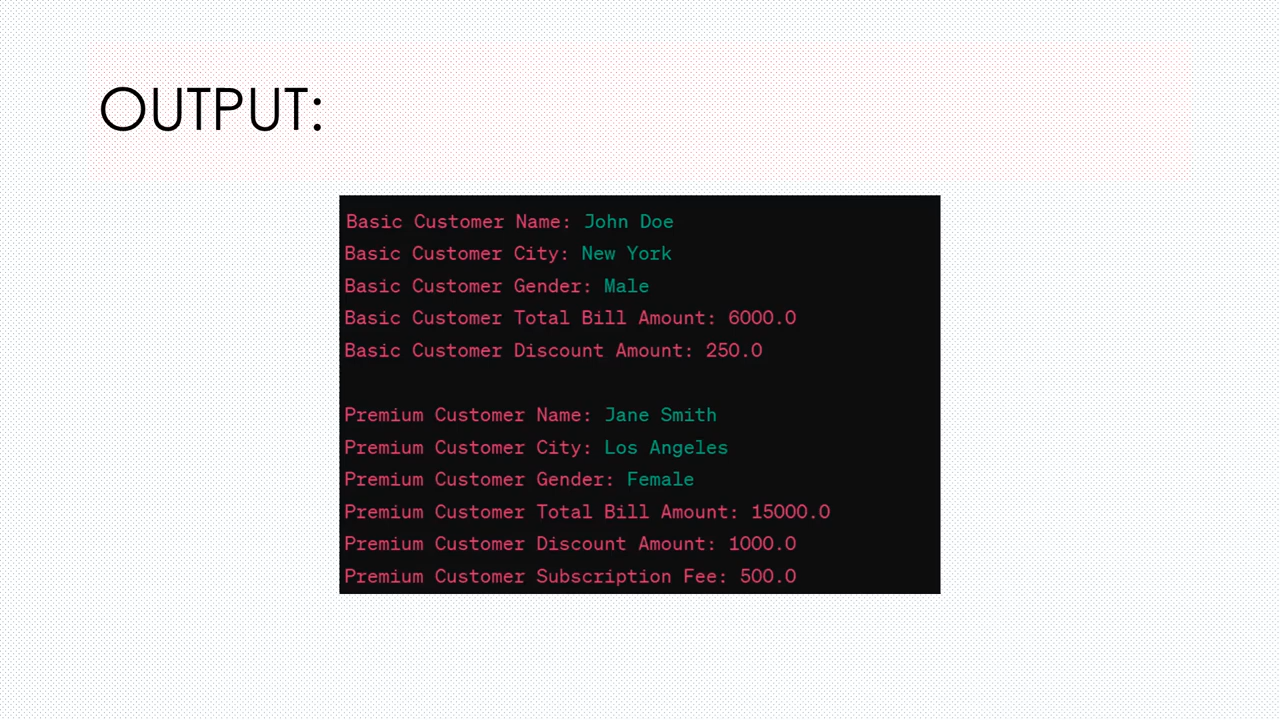 OUTPUT:
Basic Customer Name: John Doe
Basic Customer City: New York
Basic Customer Gender: Male
Basic Customer Total Bill Amount: 6000.0
Basic Customer Discount Amount: 250.0
Premium Customer Name: Jane Smith
Premium Customer City: Los Angeles
Premium Customer Gender: Female
Premium Customer Total Bill Amount: 15000.0
Premium Customer Discount Amount: 1000.0
Premium Customer Subscription Fee: 500.0